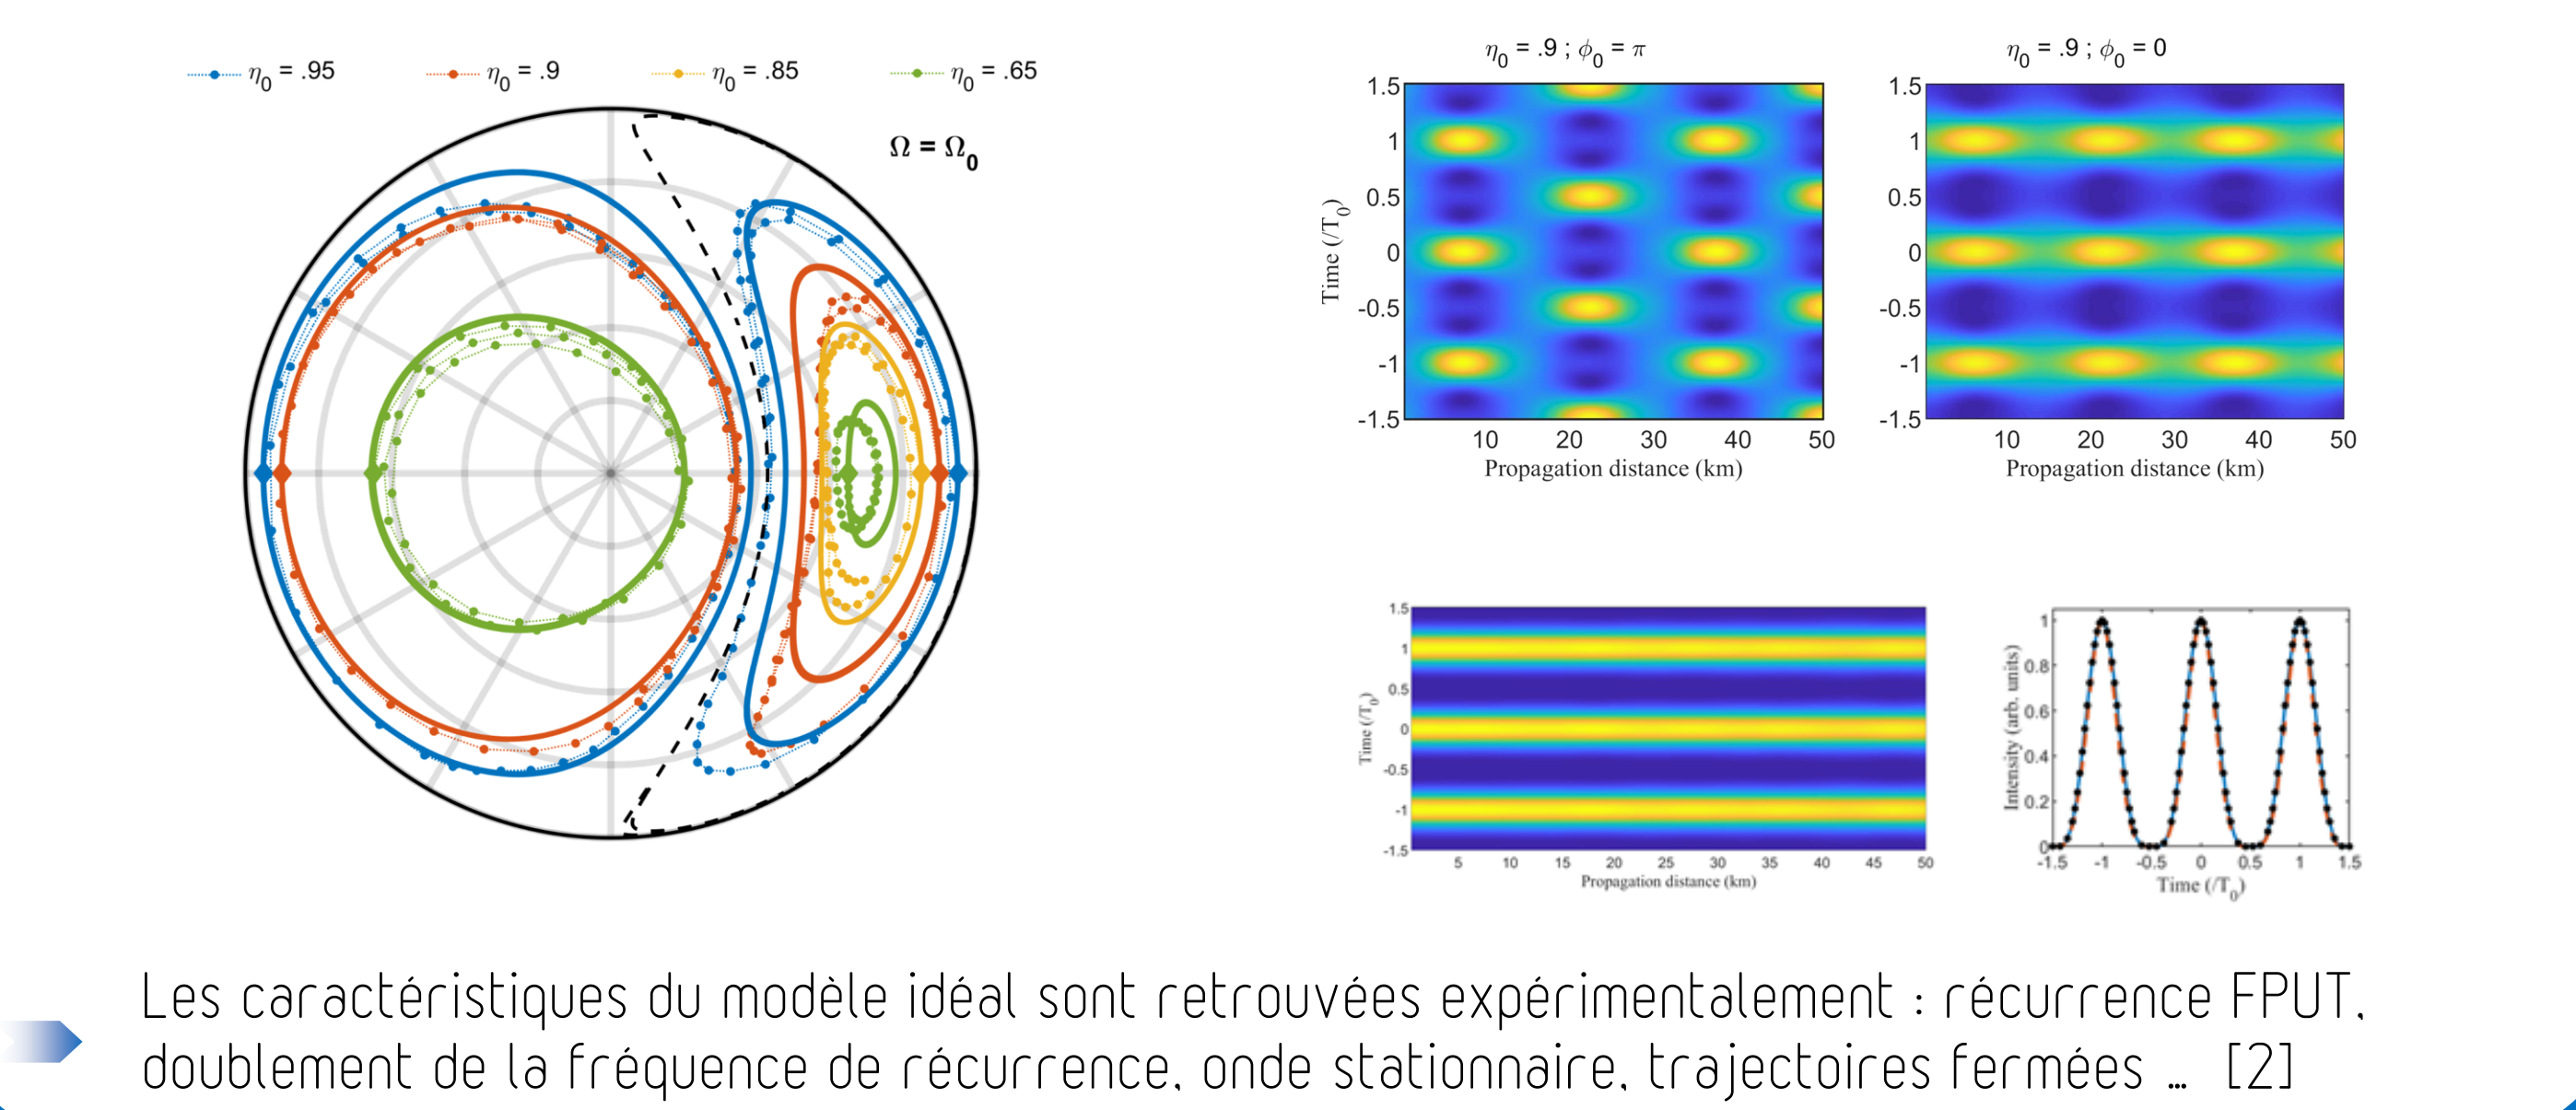 η0 = .95 η0 = .9 η0 = .85 η0 = .65
Ω = Ω0
η0 = .9 ; ϕ0 = π
1.5
1
0.5
0
-0.5
-1
-1.5
Time (/T0)
10 20 30 40 50
Propagation distance (km)
η0 = .9 ; ϕ0 = 0
1.5
1
0.5
0
-0.5
-1
-1.5
10 20 30 40 50
Propagation distance (km)
1.5
1
0.5
0
-0.5
-1
-1.5
Time (/T0)
5 10 15 20 25 30 35 40 45 50
Propagation distance (km)
1
0.8
0.6
0.4
0.2
0
Intensity (arb. units)
-1.5 -1 -0.5 0 0.5 1 1.5
Time (/T0)
Les caractéristiques du modèle idéal sont retrouvées expérimentalement : récurrence FPUT,
doublement de la fréquence de récurrence, onde stationnaire, trajectoires fermées ... [2]